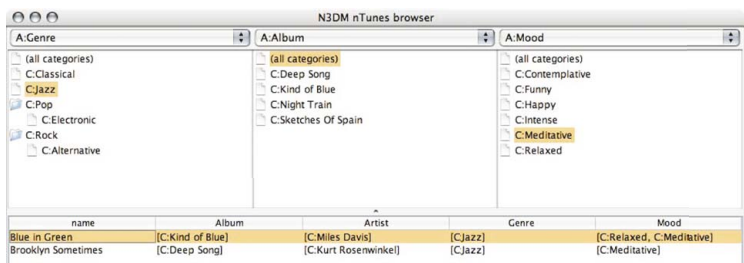 N3DM nTunes browser
A:Genre A:Album A:Mood
(all categories) (all categories) (all categories)
C:Classical C:Deep Song C:Contemplative
C:Jazz C:Kind of Blue C:Funny
C:Pop C:Night Train C:Happy
C:Electronic C:Sketches Of Spain C:Intense
C:Rock C:Meditative
C:Alternative C:Relaxed
name Album Artist Genre Mood
Blue in Green [C:Kind of Blue] [C:Miles Davis] [C:Jazz] [C:Relaxed, C:Meditative]
Brooklyn Sometimes [C:Deep Song] [C:Kurt Rosenwinkel] [C:Jazz] [C:Meditative]